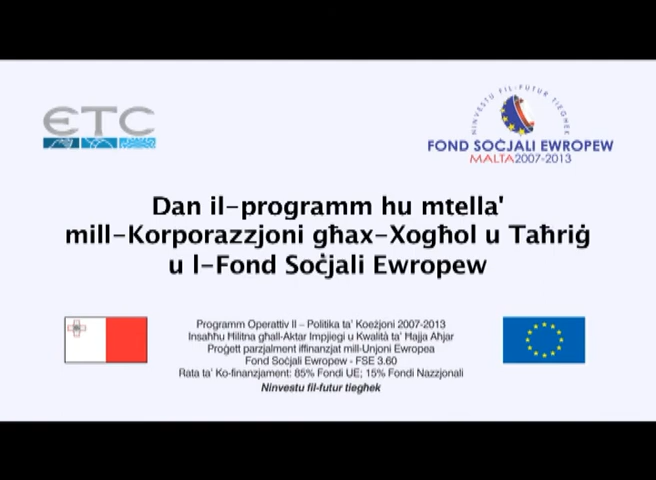 ETC
NINVESTU FIL-FUTUR TIEGĦEK
FOND SOĊJALI EWROPEW
MALTA 2007-2013
Dan il-programm hu mtella'
mill-Korporazzjoni għax-Xogħol u Taħriġ
u l-Fond Soċjali Ewropew
Programm Operattiv II - Politika ta' Koeżjoni 2007-2013
Insaħħu Ħilitna għall-Aktar Impjiegi u Kwalità ta' Ħajja Aħjar
Proġett parzjalment iffinanzjat mill-Unjoni Ewropea
Fond Soċjali Ewropew - FSE 3.60
Rata ta' Ko-finanzjament: 85% Fondi UE; 15% Fondi Nazzjonali
Ninvestu fil-futur tiegħek